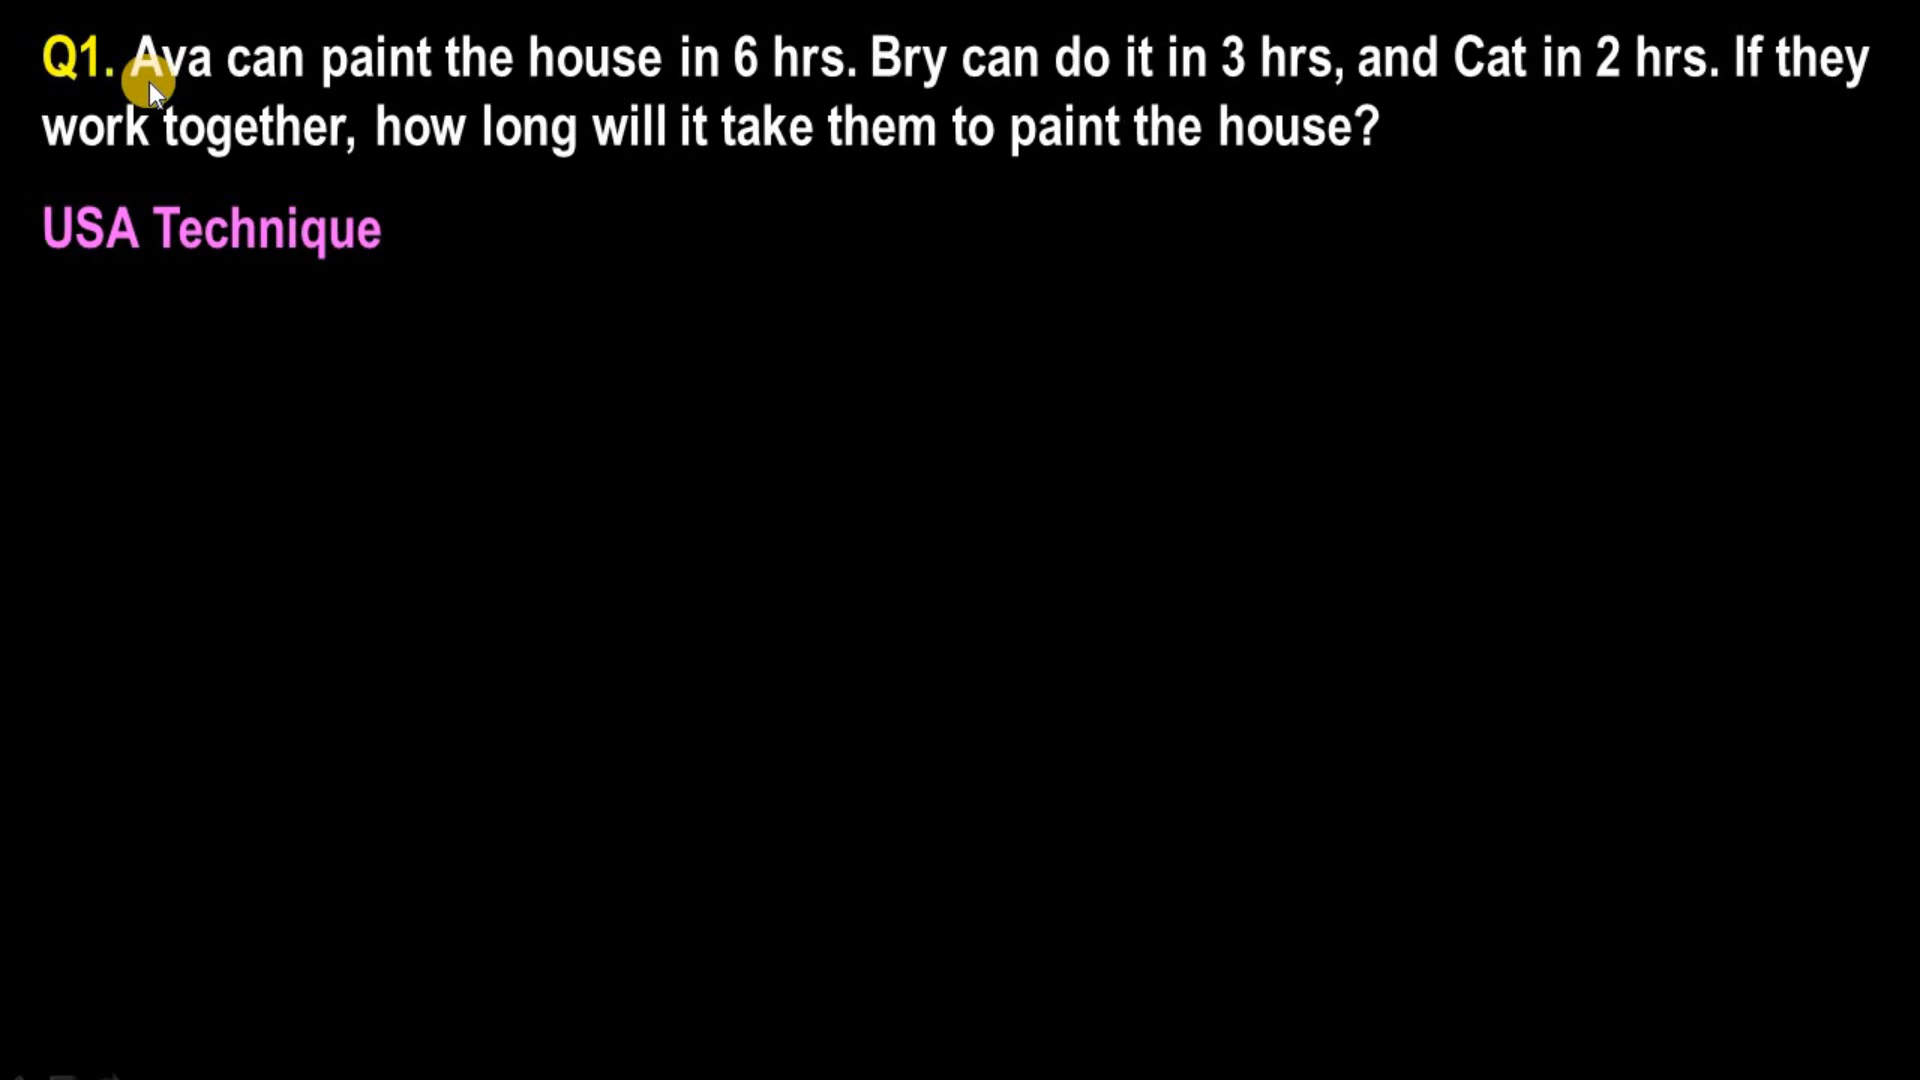 Q1. Ava can paint the house in 6 hrs. Bry can do it in 3 hrs, and Cat in 2 hrs. If they
work together, how long will it take them to paint the house?
USA Technique